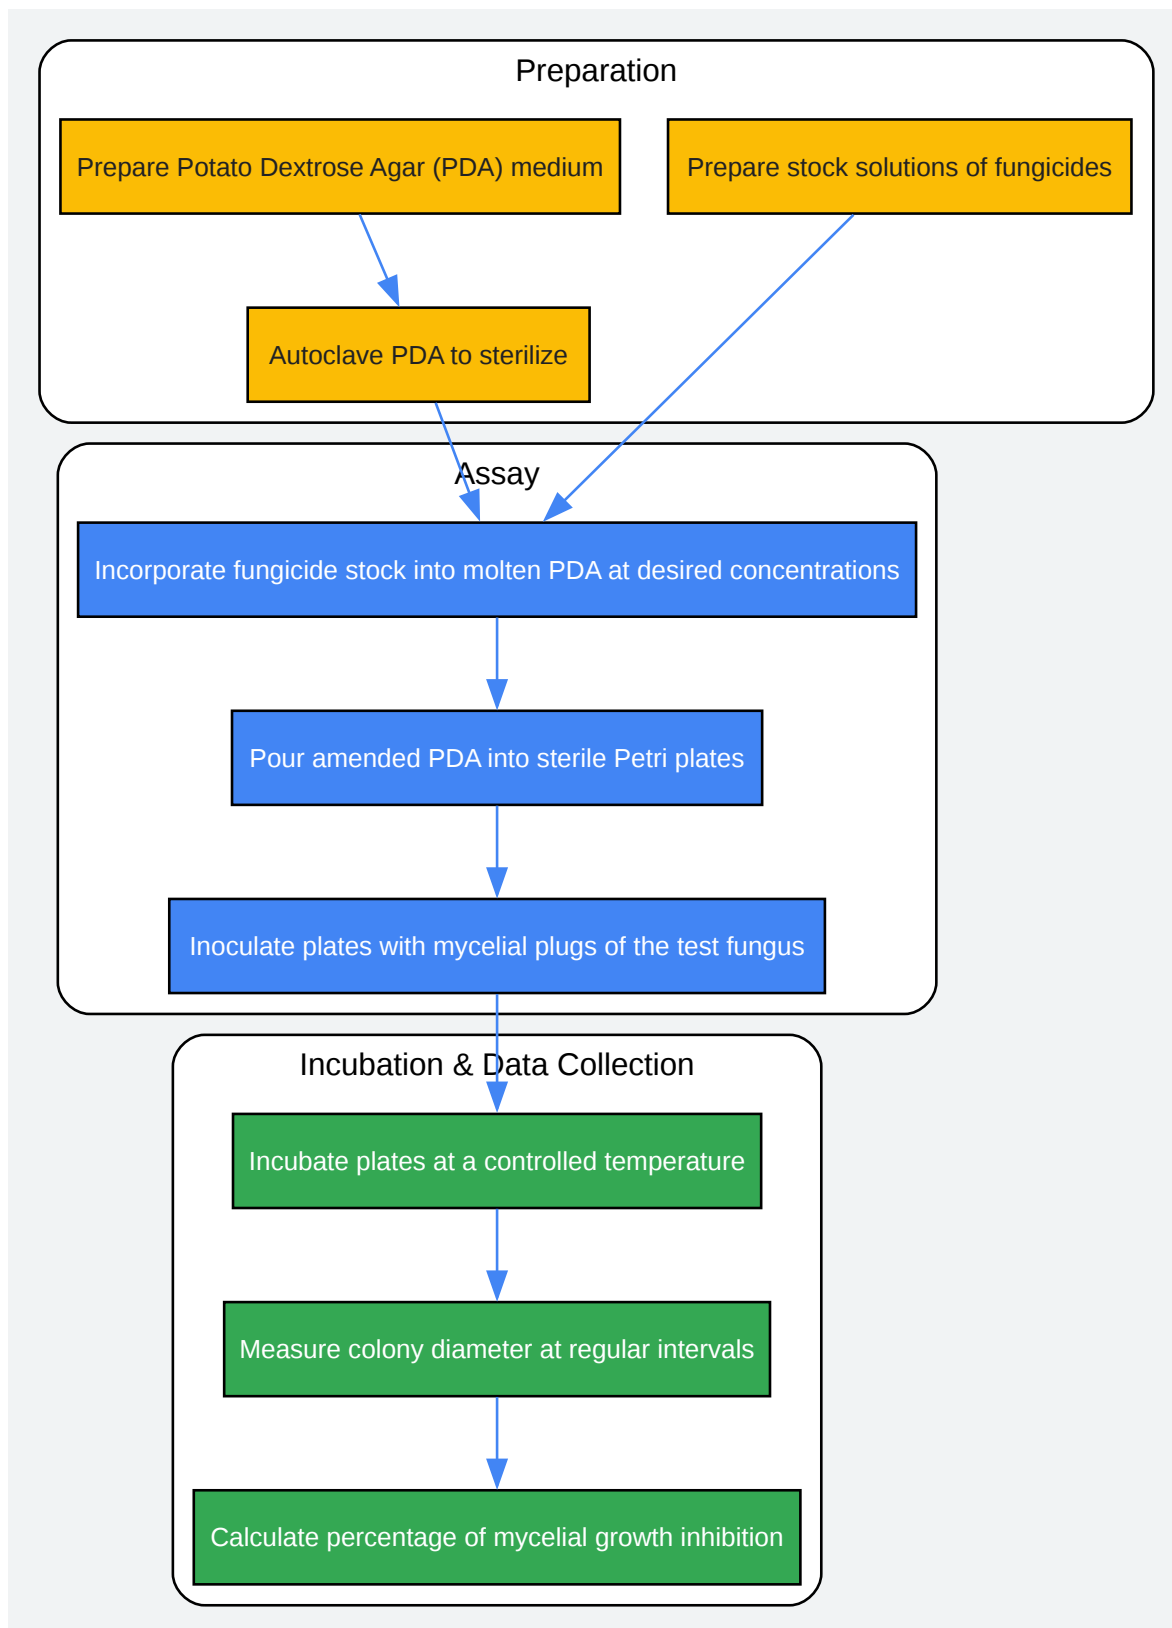 Preparation
Prepare Potato Dextrose Agar (PDA) medium
Prepare stock solutions of fungicides
Autoclave PDA to sterilize
Assay
Incorporate fungicide stock into molten PDA at desired concentrations
Pour amended PDA into sterile Petri plates
Inoculate plates with mycelial plugs of the test fungus
Incubation & Data Collection
Incubate plates at a controlled temperature
Measure colony diameter at regular intervals
Calculate percentage of mycelial growth inhibition